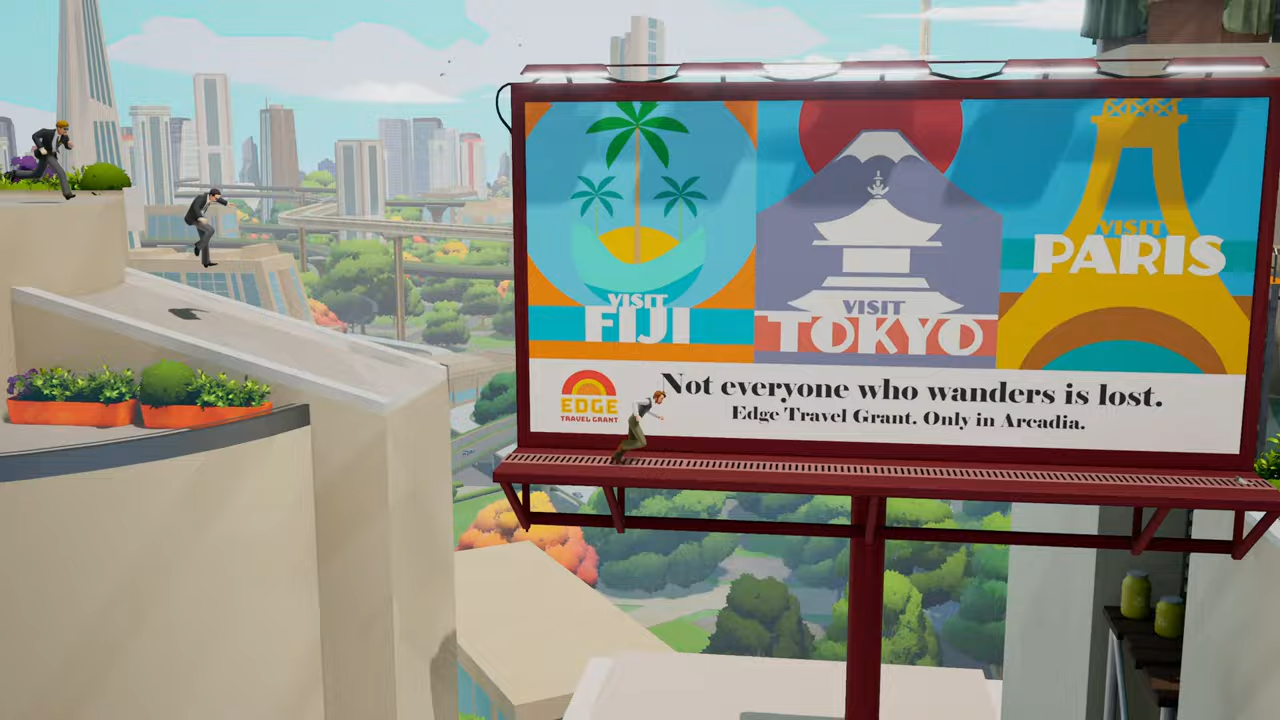 VISIT
FIJI
VISIT
TOKYO
VISIT
PARIS
EDGE
TRAVEL GRANT
Not everyone who wanders is lost.
Edge Travel Grant. Only in Arcadia.